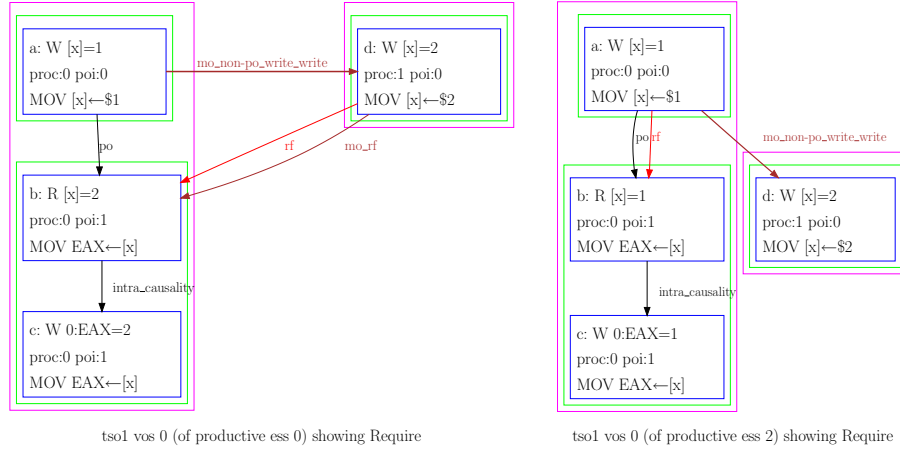 a: W [x]=1
proc:0 poi:0
MOV [x]←$1
mo_non-po_write_write
d: W [x]=2
proc:1 poi:0
MOV [x]←$2
po
rf
mo_rf
b: R [x]=2
proc:0 poi:1
MOV EAX←[x]
intra_causality
c: W 0:EAX=2
proc:0 poi:1
MOV EAX←[x]
tso1 vos 0 (of productive ess 0) showing Require
a: W [x]=1
proc:0 poi:0
MOV [x]←$1
po
rf
mo_non-po_write_write
b: R [x]=1
proc:0 poi:1
MOV EAX←[x]
d: W [x]=2
proc:1 poi:0
MOV [x]←$2
intra_causality
c: W 0:EAX=1
proc:0 poi:1
MOV EAX←[x]
tso1 vos 0 (of productive ess 2) showing Require